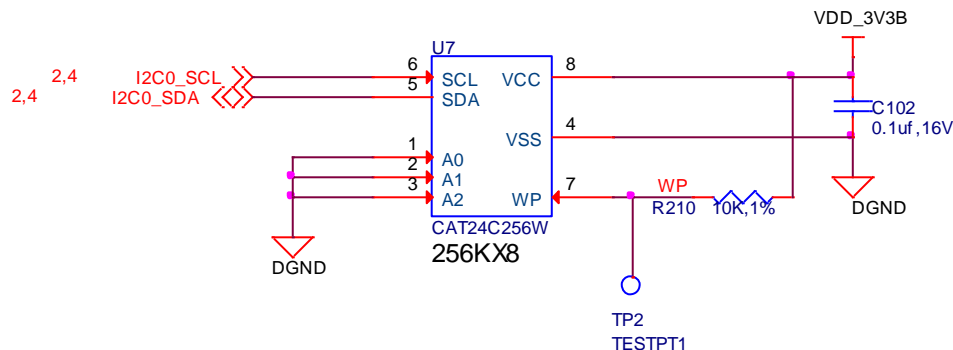 VDD_3V3B
U7
2,4 I2C0_SCL 6 SCL VCC 8
2,4 I2C0_SDA 5 SDA
C102
0.1uf,16V
VSS 4
1 A0
2 A1
3 A2 WP 7 WP
R210 10K,1%
DGND
CAT24C256W
256KX8
DGND
TP2
TESTPT1